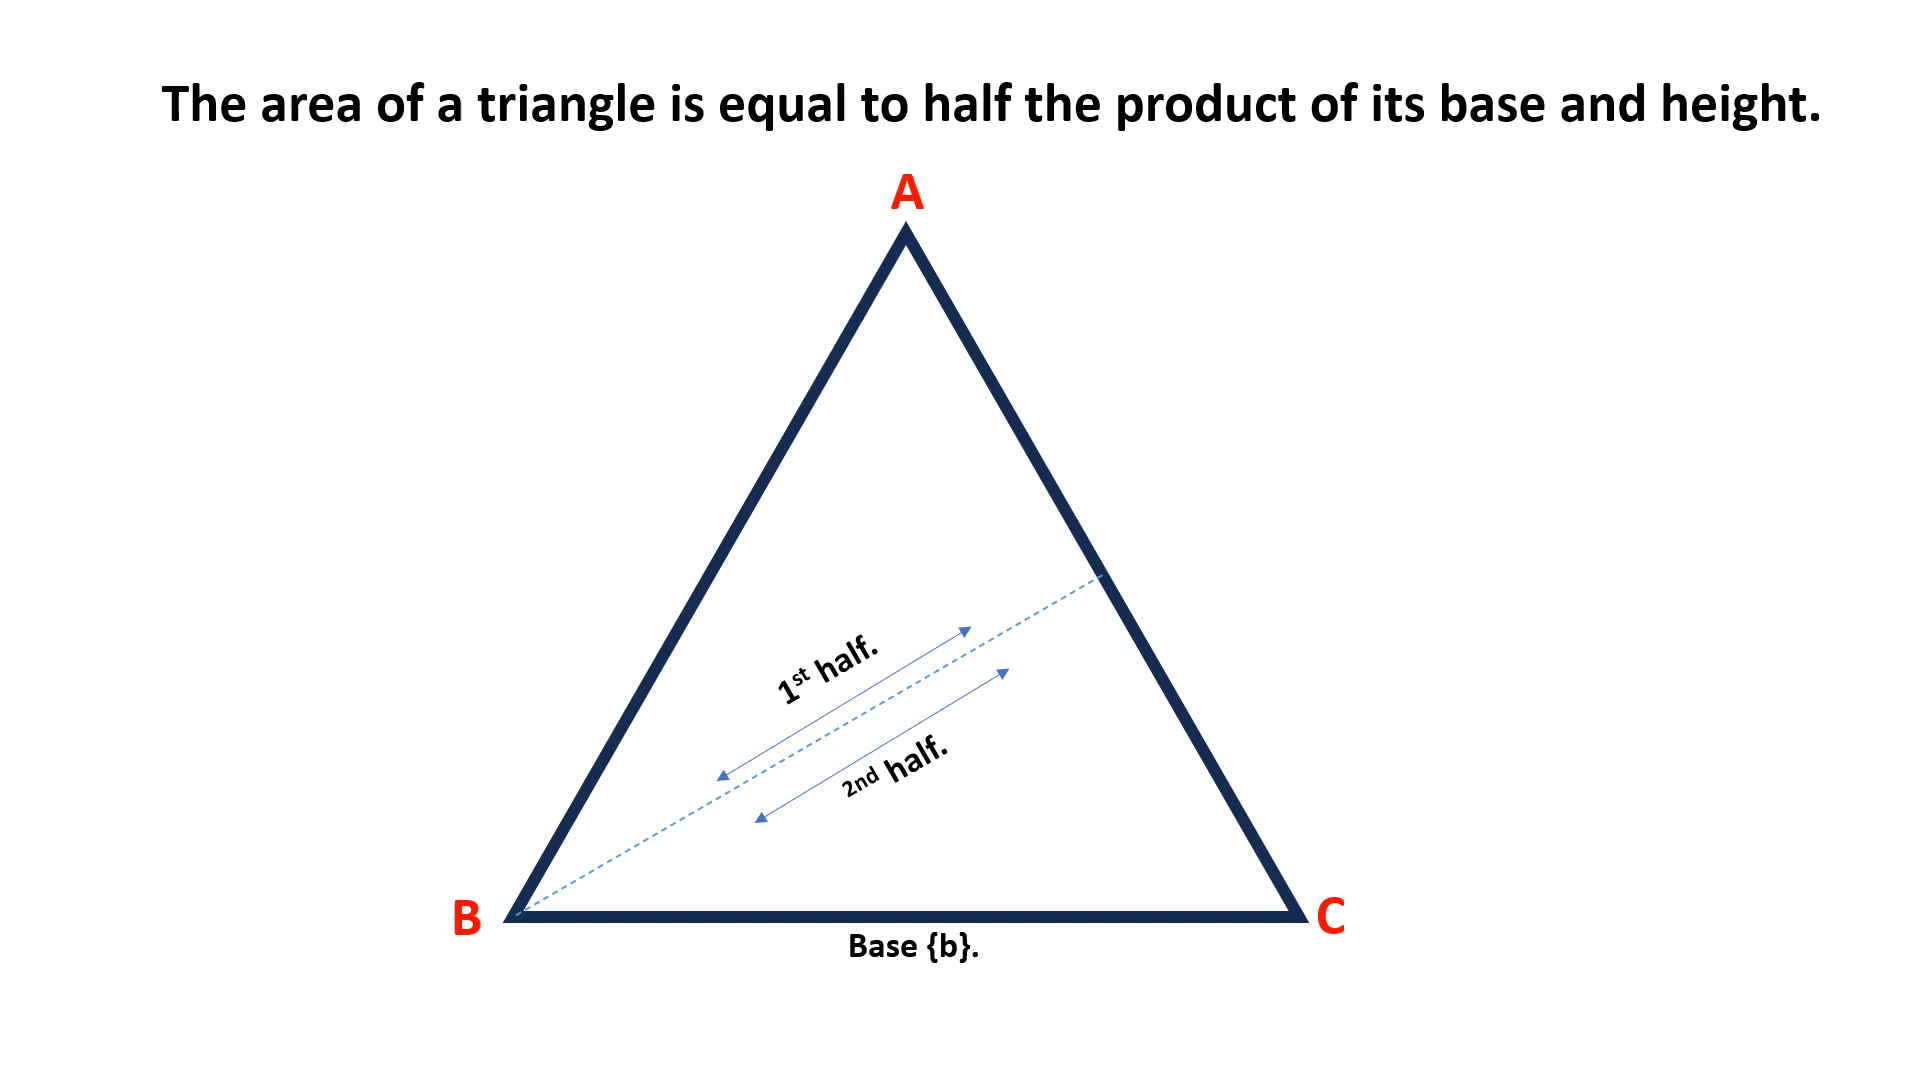 The area of a triangle is equal to half the product of its base and height.
A
1st half.
2nd half.
B
C
Base {b}.